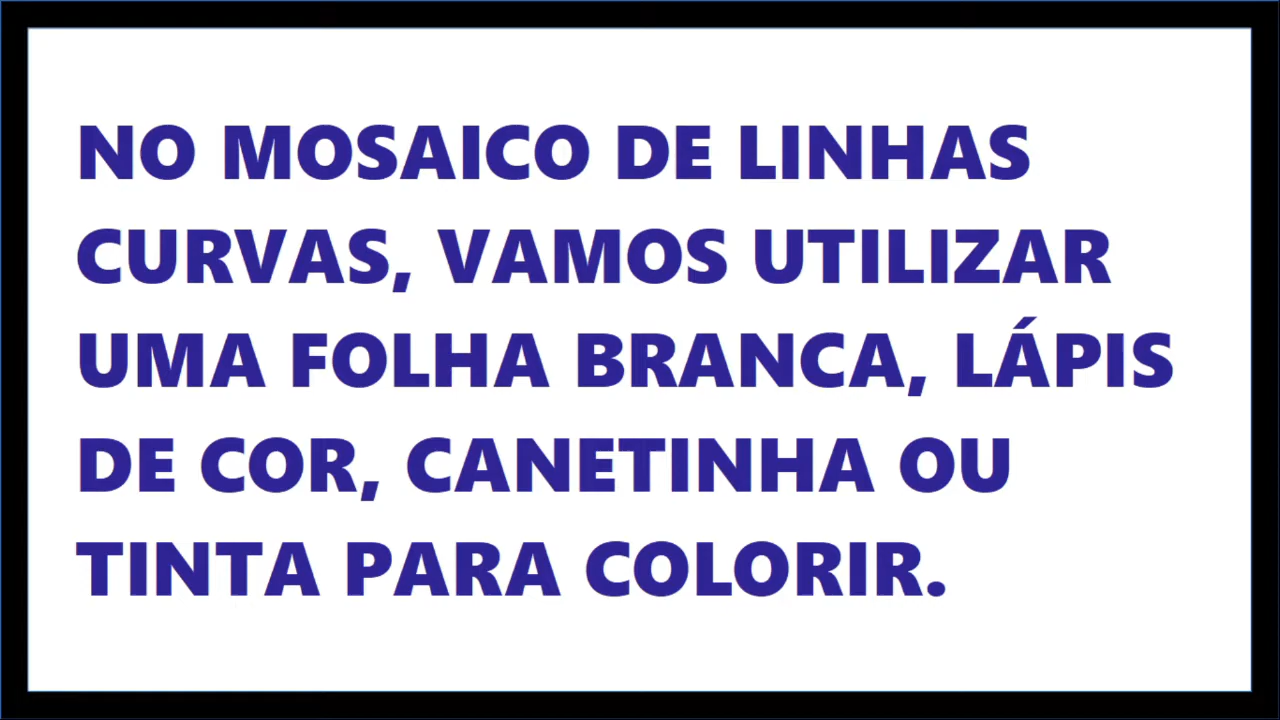 NO MOSAICO DE LINHAS
CURVAS, VAMOS UTILIZAR
UMA FOLHA BRANCA, LÁPIS
DE COR, CANETINHA OU
TINTA PARA COLORIR.